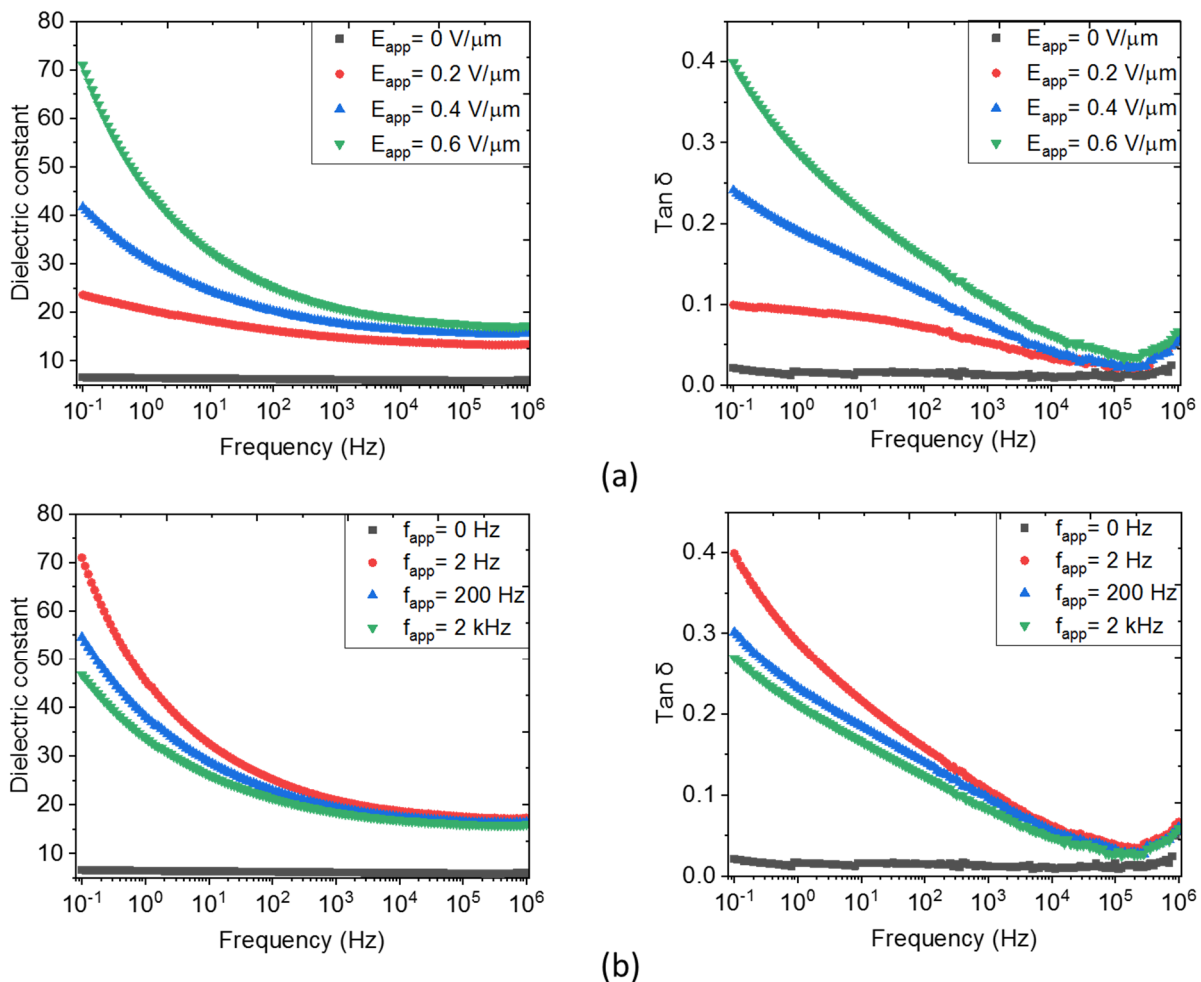 80
70
60
50
40
30
20
10
Dielectric constant
E_app= 0 V/μm
E_app= 0.2 V/μm
E_app= 0.4 V/μm
E_app= 0.6 V/μm
10^-1 10^0 10^1 10^2 10^3 10^4 10^5 10^6
Frequency (Hz)
0.4
0.3
0.2
0.1
0.0
Tan δ
E_app= 0 V/μm
E_app= 0.2 V/μm
E_app= 0.4 V/μm
E_app= 0.6 V/μm
10^-1 10^0 10^1 10^2 10^3 10^4 10^5 10^6
Frequency (Hz)
(a)
80
70
60
50
40
30
20
10
Dielectric constant
f_app= 0 Hz
f_app= 2 Hz
f_app= 200 Hz
f_app= 2 kHz
10^-1 10^0 10^1 10^2 10^3 10^4 10^5 10^6
Frequency (Hz)
0.4
0.3
0.2
0.1
0.0
Tan δ
f_app= 0 Hz
f_app= 2 Hz
f_app= 200 Hz
f_app= 2 kHz
10^-1 10^0 10^1 10^2 10^3 10^4 10^5 10^6
Frequency (Hz)
(b)